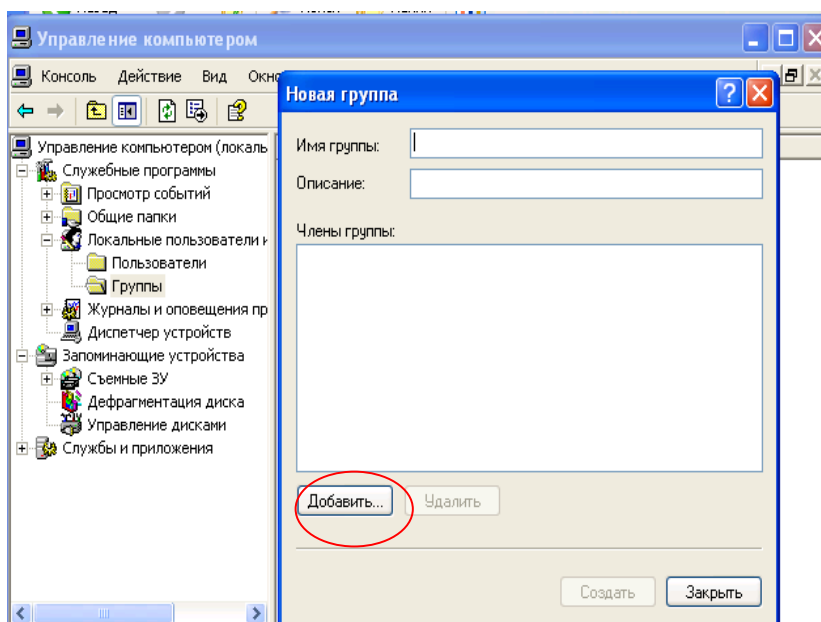 Управление компьютером
Консоль Действие Вид
Новая группа
Управление компьютером
Служебные программы
Просмотр событий
Общие папки
Локальные пользователи
Пользователи
Группы
Журналы и оповещения
Диспетчер устройств
Запоминающие устройства
Съемные ЗУ
Дефрагментация диска
Управление дисками
Службы и приложения
Имя группы:
Описание:
Члены группы:
Добавить... Удалить
Создать Закрыть